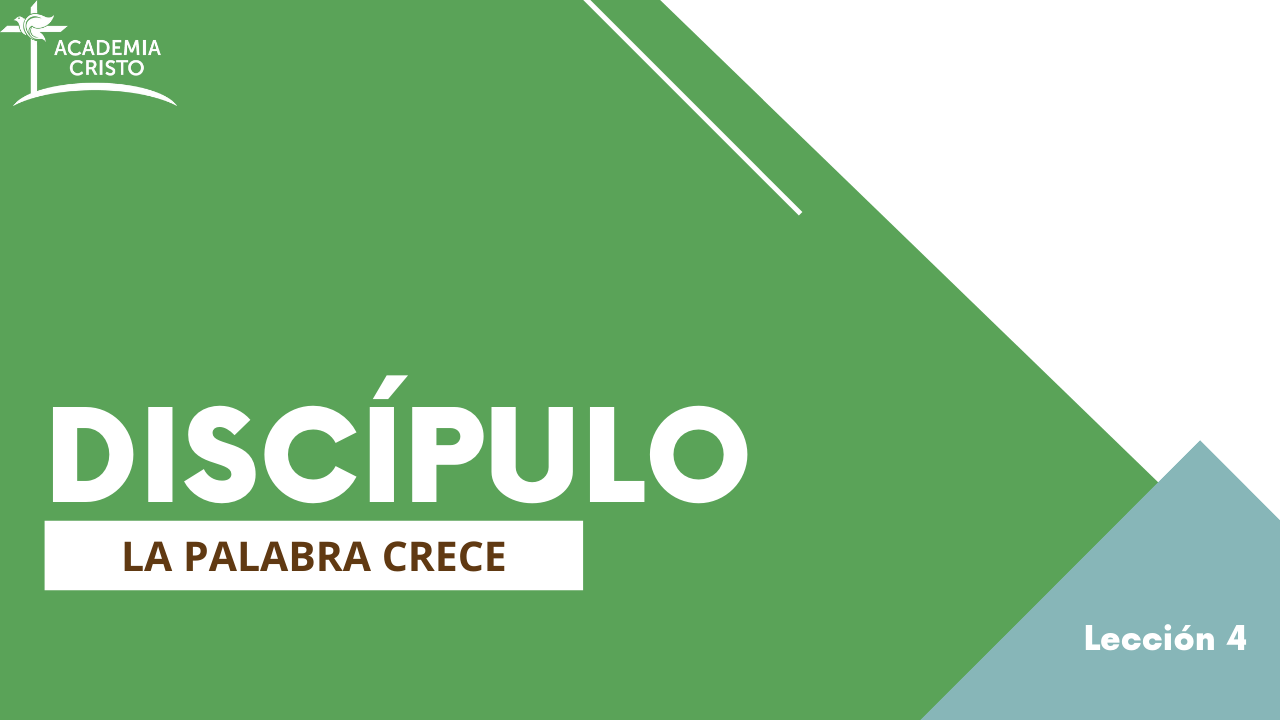 ACADEMIA
CRISTO
DISCÍPULO
LA PALABRA CRECE
Lección 4